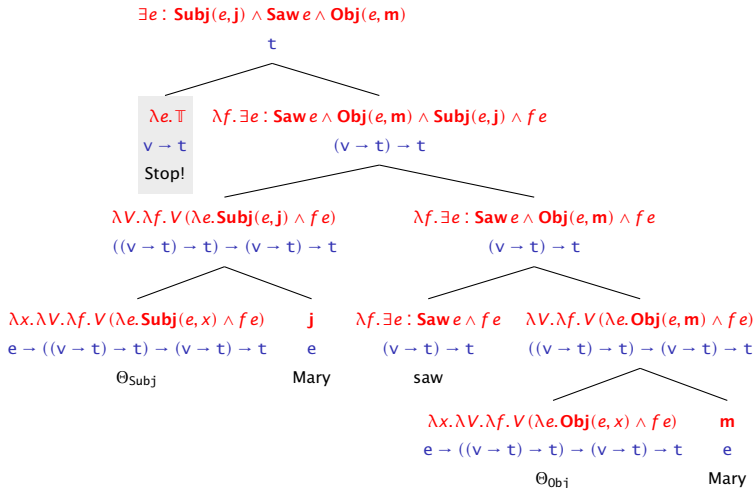 ∃e : Subj(e, j) ∧ Saw e ∧ Obj(e, m)
t
λe.𝕋 λf.∃e : Saw e ∧ Obj(e, m) ∧ Subj(e, j) ∧ f e
v → t (v → t) → t
Stop!
λV.λf. V (λe.Subj(e, j) ∧ f e) λf.∃e : Saw e ∧ Obj(e, m) ∧ f e
((v → t) → t) → (v → t) → t (v → t) → t
λx.λV.λf. V (λe.Subj(e, x) ∧ f e) j λf.∃e : Saw e ∧ f e λV.λf. V (λe.Obj(e, m) ∧ f e)
e → ((v → t) → t) → (v → t) → t e (v → t) → t ((v → t) → t) → (v → t) → t
Θ_Subj Mary saw
λx.λV.λf. V (λe.Obj(e, x) ∧ f e) m
e → ((v → t) → t) → (v → t) → t e
Θ_Obj Mary